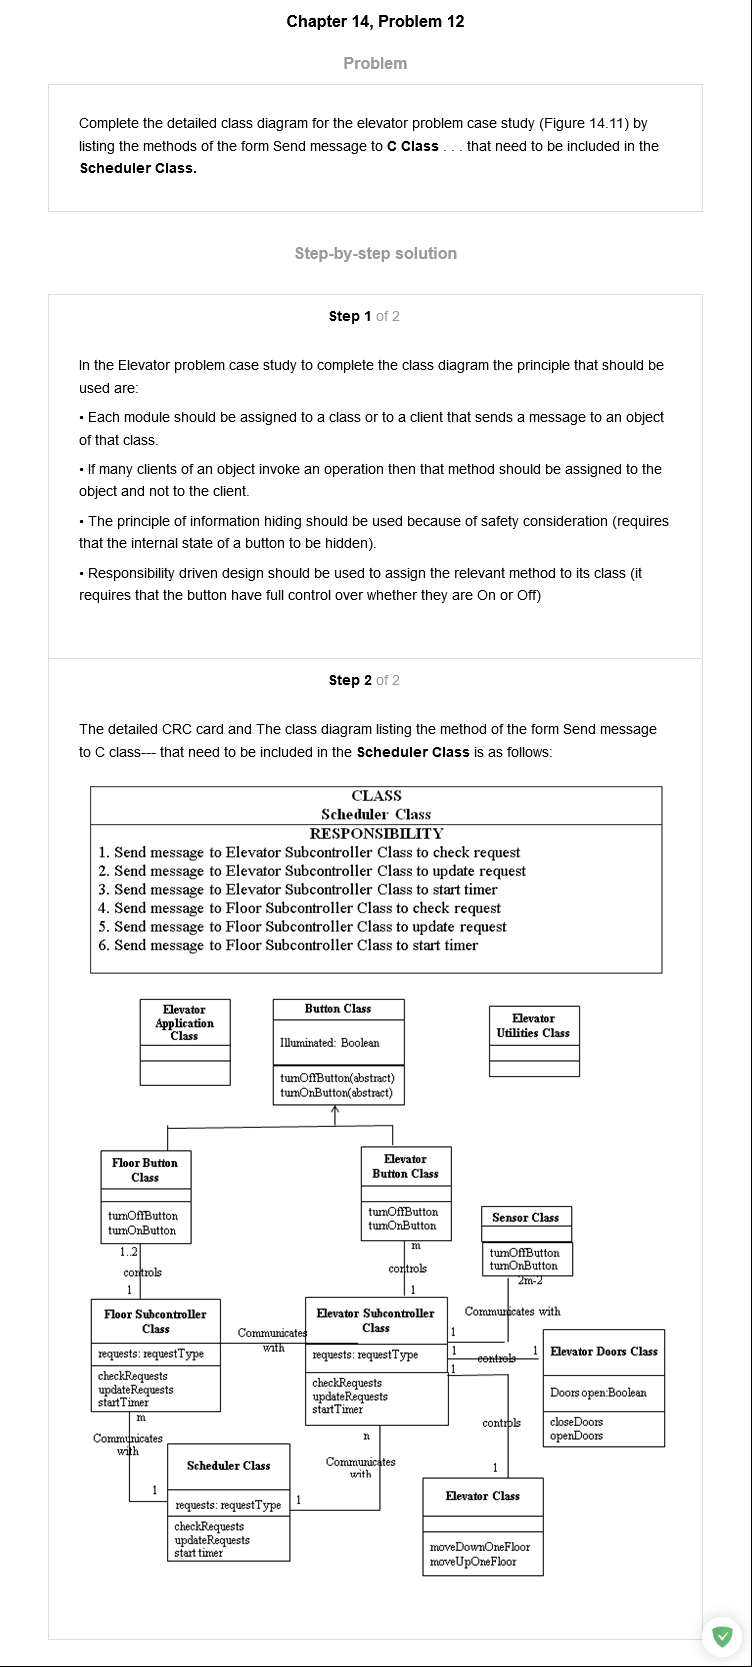 Chapter 14, Problem 12
Problem
Complete the detailed class diagram for the elevator problem case study (Figure 14.11) by
listing the methods of the form Send message to C Class . . . that need to be included in the
Scheduler Class.
Step-by-step solution
Step 1 of 2
In the Elevator problem case study to complete the class diagram the principle that should be
used are:
• Each module should be assigned to a class or to a client that sends a message to an object
of that class.
• If many clients of an object invoke an operation then that method should be assigned to the
object and not to the client.
• The principle of information hiding should be used because of safety consideration (requires
that the internal state of a button to be hidden).
• Responsibility driven design should be used to assign the relevant method to its class (it
requires that the button have full control over whether they are On or Off)
Step 2 of 2
The detailed CRC card and The class diagram listing the method of the form Send message
to C class--- that need to be included in the Scheduler Class is as follows:
CLASS
Scheduler Class
RESPONSIBILITY
1. Send message to Elevator Subcontroller Class to check request
2. Send message to Elevator Subcontroller Class to update request
3. Send message to Elevator Subcontroller Class to start timer
4. Send message to Floor Subcontroller Class to check request
5. Send message to Floor Subcontroller Class to update request
6. Send message to Floor Subcontroller Class to start timer
Elevator
Application
Class
Button Class
Illuminated: Boolean
turnOffButton(abstract)
turnOnButton(abstract)
Elevator
Utilities Class
Floor Button
Class
turnOffButton
turnOnButton
Elevator
Button Class
turnOffButton
turnOnButton
Sensor Class
turnOffButton
turnOnButton
1..2
controls
1
m
controls
1
2m-2
Communicates with
Floor Subcontroller
Class
requests: requestType
checkRequests
updateRequests
startTimer
Communicates
with
Elevator Subcontroller
Class
requests: requestType
checkRequests
updateRequests
startTimer
1
1
controls
1
1
Elevator Doors Class
Doors open:Boolean
closeDoors
openDoors
m
Communicates
with
1
Scheduler Class
requests: requestType
checkRequests
updateRequests
start timer
1
n
Communicates
with
controls
1
Elevator Class
moveDownOneFloor
moveUpOneFloor